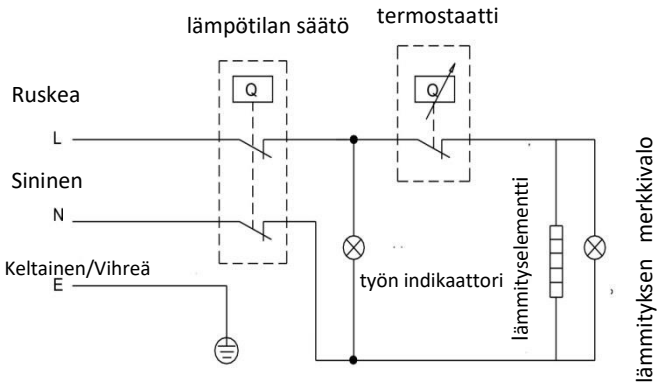 lämpötilan säätö
termostaatti
Q
Q
Ruskea
L
Sininen
N
Keltainen/Vihreä
E
työn indikaattori
lämmityselementti
lämmityksen merkkivalo